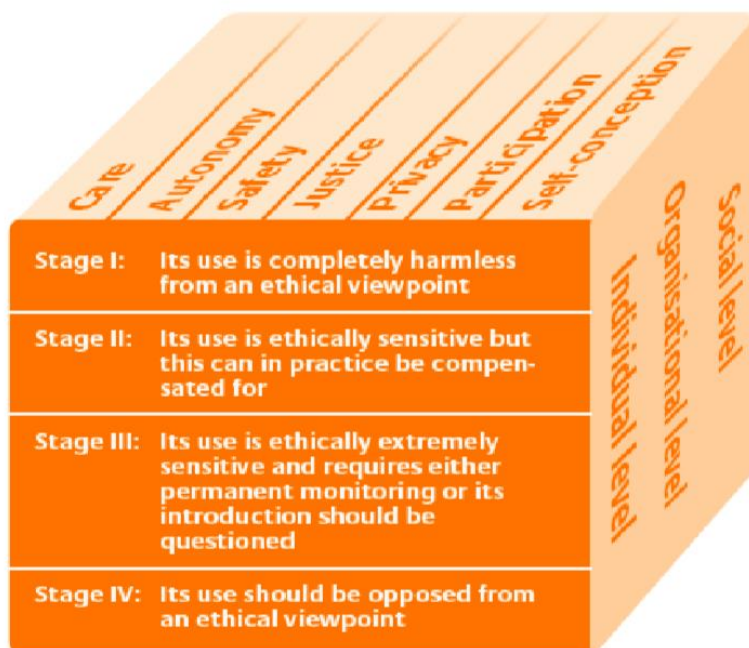 Care
Autonomy
Safety
Justice
Privacy
Participation
Self-conception
Stage I: Its use is completely harmless
from an ethical viewpoint
Stage II: Its use is ethically sensitive but
this can in practice be compen-
sated for
Stage III: Its use is ethically extremely
sensitive and requires either
permanent monitoring or its
introduction should be
questioned
Stage IV: Its use should be opposed from
an ethical viewpoint
Individual level
Organisational level
Social level